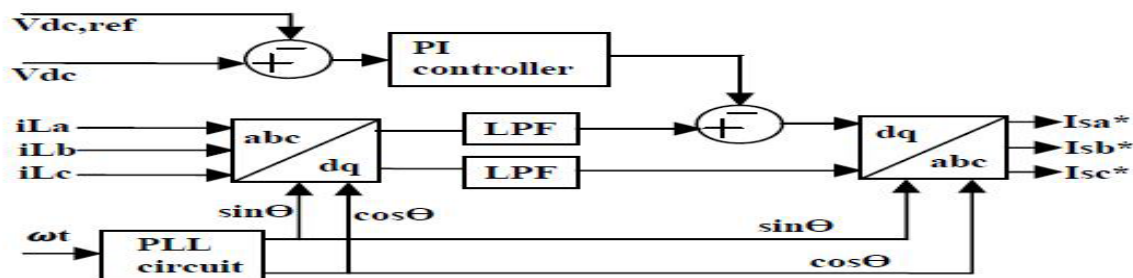 Vdc,ref
Vdc
PI
controller
iLa
iLb
iLc
abc
dq
LPF
LPF
dq
abc
Isa*
Isb*
Isc*
sinΘ
cosΘ
sinΘ
cosΘ
ωt
PLL
circuit